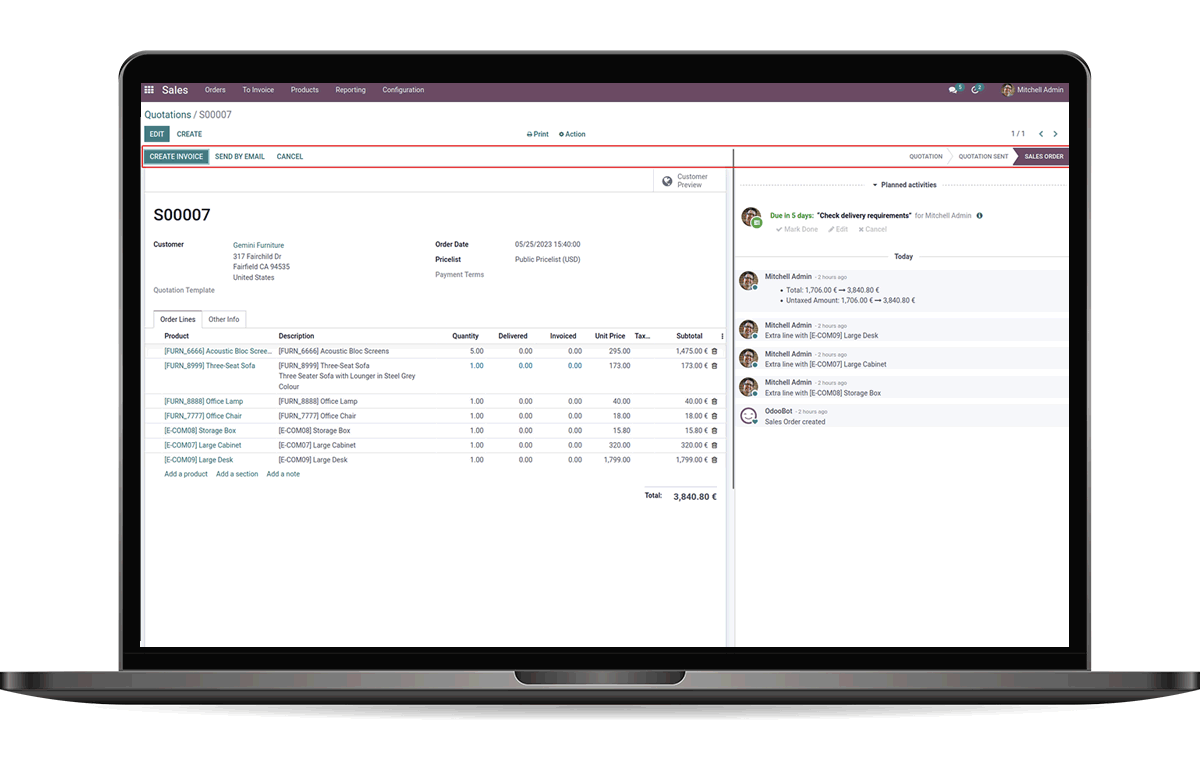 Sales Orders To Invoice Products Reporting Configuration 5 2 Mitchell Admin
Quotations / S00007
EDIT CREATE Print Action 1 / 1
CREATE INVOICE SEND BY EMAIL CANCEL QUOTATION QUOTATION SENT SALES ORDER
Customer
Preview
S00007
Customer Gemini Furniture
317 Fairchild Dr
Fairfield CA 94535
United States
Order Date 05/25/2023 15:40:00
Pricelist Public Pricelist (USD)
Payment Terms
Quotation Template
Order Lines Other Info
Product Description Quantity Delivered Invoiced Unit Price Tax... Subtotal
[FURN_6666] Acoustic Bloc Scree... [FURN_6666] Acoustic Bloc Screens 5.00 0.00 0.00 295.00 1,475.00 €
[FURN_8999] Three-Seat Sofa [FURN_8999] Three-Seat Sofa 1.00 0.00 0.00 173.00 173.00 €
Three Seater Sofa with Lounger in Steel Grey
Colour
[FURN_8888] Office Lamp [FURN_8888] Office Lamp 1.00 0.00 0.00 40.00 40.00 €
[FURN_7777] Office Chair [FURN_7777] Office Chair 1.00 0.00 0.00 18.00 18.00 €
[E-COM08] Storage Box [E-COM08] Storage Box 1.00 0.00 0.00 15.80 15.80 €
[E-COM07] Large Cabinet [E-COM07] Large Cabinet 1.00 0.00 0.00 320.00 320.00 €
[E-COM09] Large Desk [E-COM09] Large Desk 1.00 0.00 0.00 1,799.00 1,799.00 €
Add a product Add a section Add a note
Total: 3,840.80 €
Planned activities
Due in 5 days: "Check delivery requirements" for Mitchell Admin
Mark Done Edit Cancel
Today
Mitchell Admin - 2 hours ago
• Total: 1,706.00 € → 3,840.80 €
• Untaxed Amount: 1,706.00 € → 3,840.80 €
Mitchell Admin - 2 hours ago
Extra line with [E-COM09] Large Desk
Mitchell Admin - 2 hours ago
Extra line with [E-COM07] Large Cabinet
Mitchell Admin - 2 hours ago
Extra line with [E-COM08] Storage Box
OdooBot - 2 hours ago
Sales Order created